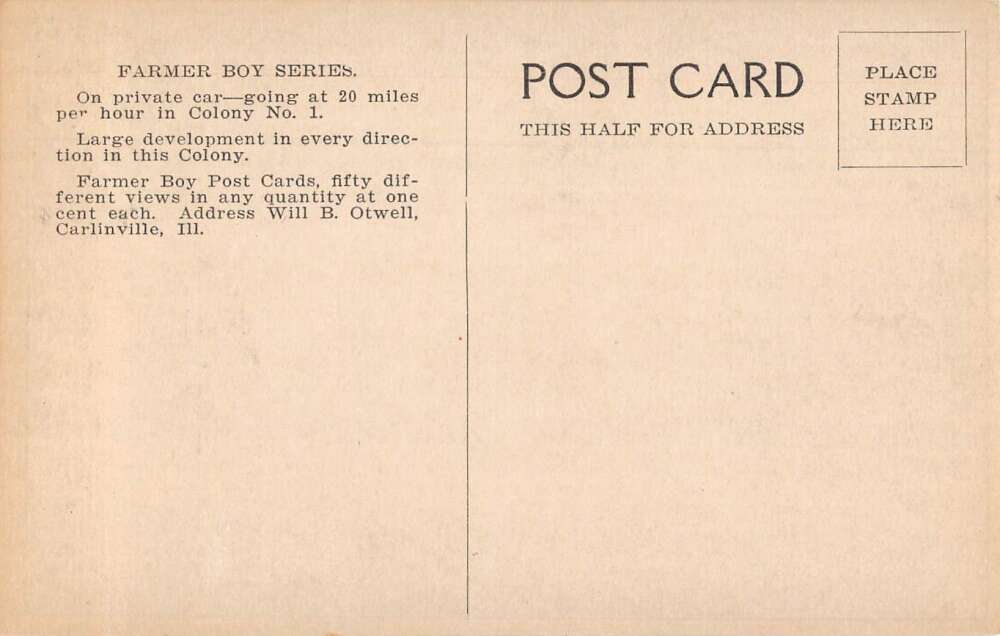 FARMER BOY SERIES.
On private car—going at 20 miles
per hour in Colony No. 1.
Large development in every direc-
tion in this Colony.
Farmer Boy Post Cards, fifty dif-
ferent views in any quantity at one
cent each. Address Will B. Otwell,
Carlinville, Ill.
POST CARD
THIS HALF FOR ADDRESS
PLACE
STAMP
HERE